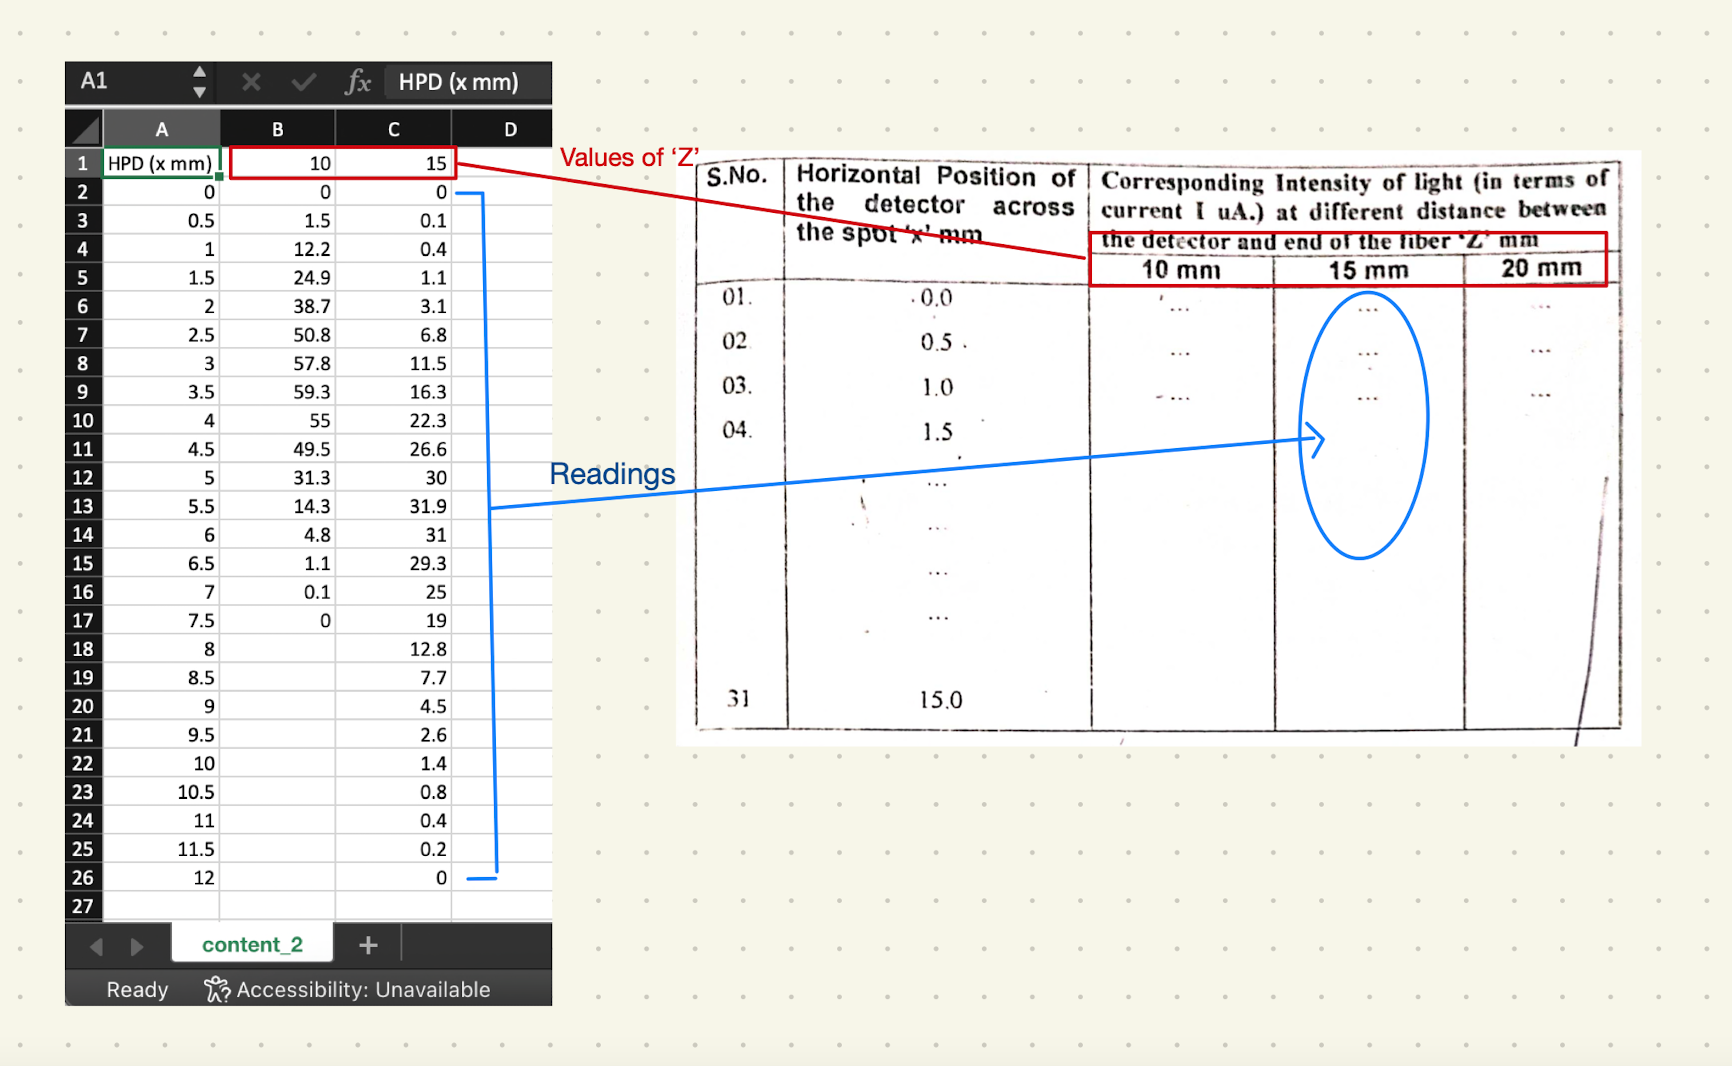 A1 fx HPD (x mm)
A B C D
1 HPD (x mm) 10 15
2 0 0 0
3 0.5 1.5 0.1
4 1 12.2 0.4
5 1.5 24.9 1.1
6 2 38.7 3.1
7 2.5 50.8 6.8
8 3 57.8 11.5
9 3.5 59.3 16.3
10 4 55 22.3
11 4.5 49.5 26.6
12 5 31.3 30
13 5.5 14.3 31.9
14 6 4.8 31
15 6.5 1.1 29.3
16 7 0.1 25
17 7.5 0 19
18 8 12.8
19 8.5 7.7
20 9 4.5
21 9.5 2.6
22 10 1.4
23 10.5 0.8
24 11 0.4
25 11.5 0.2
26 12 0
27
content_2 +
Ready Accessibility: Unavailable
Values of ‘Z’
Readings
S.No.
Horizontal Position of
the detector across
the spot 'x' mm
Corresponding Intensity of light (in terms of
current I uA.) at different distance between
the detector and end of the fiber 'Z' mm
10 mm 15 mm 20 mm
01. 0.0 ... ... ...
02. 0.5 ... ... ...
03. 1.0 ... ... ...
04. 1.5
...
...
...
...
31 15.0